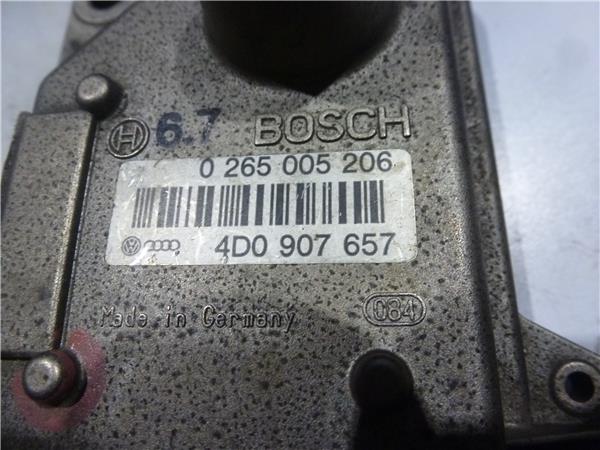 6.7 BOSCH
0 265 005 206
4D0 907 657
Made in Germany
084